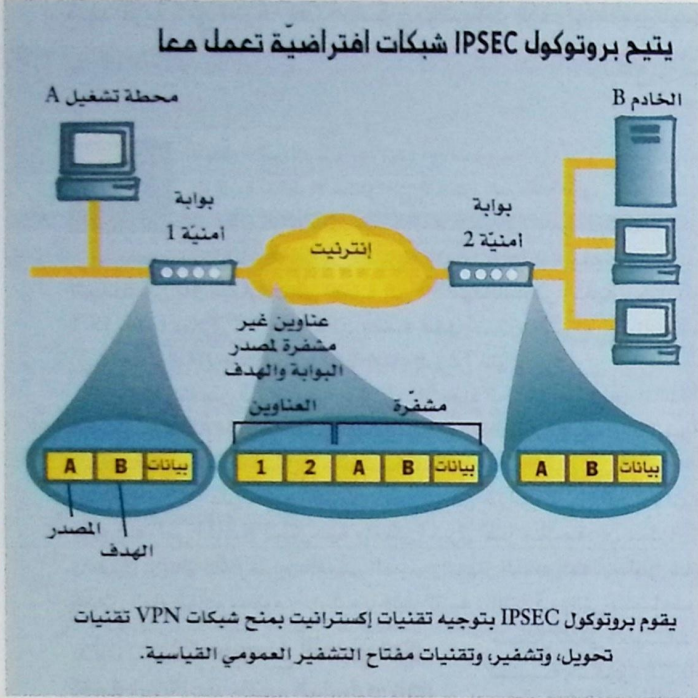 يتيح بروتوكول IPSEC شبكات افتراضيّة تعمل معا
الخادم B
محطة تشغيل A
بوابة
أمنيّة 2
بوابة
أمنيّة 1
إنترنيت
عناوين غير
مشفرة لمصدر
البوابة والهدف
مشفّرة
العناوين
A B بيانات
1 2 A B بيانات
A B بيانات
المصدر
الهدف
يقوم بروتوكول IPSEC بتوجيه تقنيات إكسترانيت بمنح شبكات VPN تقنيات
تحويل، وتشفير، وتقنيات مفتاح التشفير العمومي القياسية.